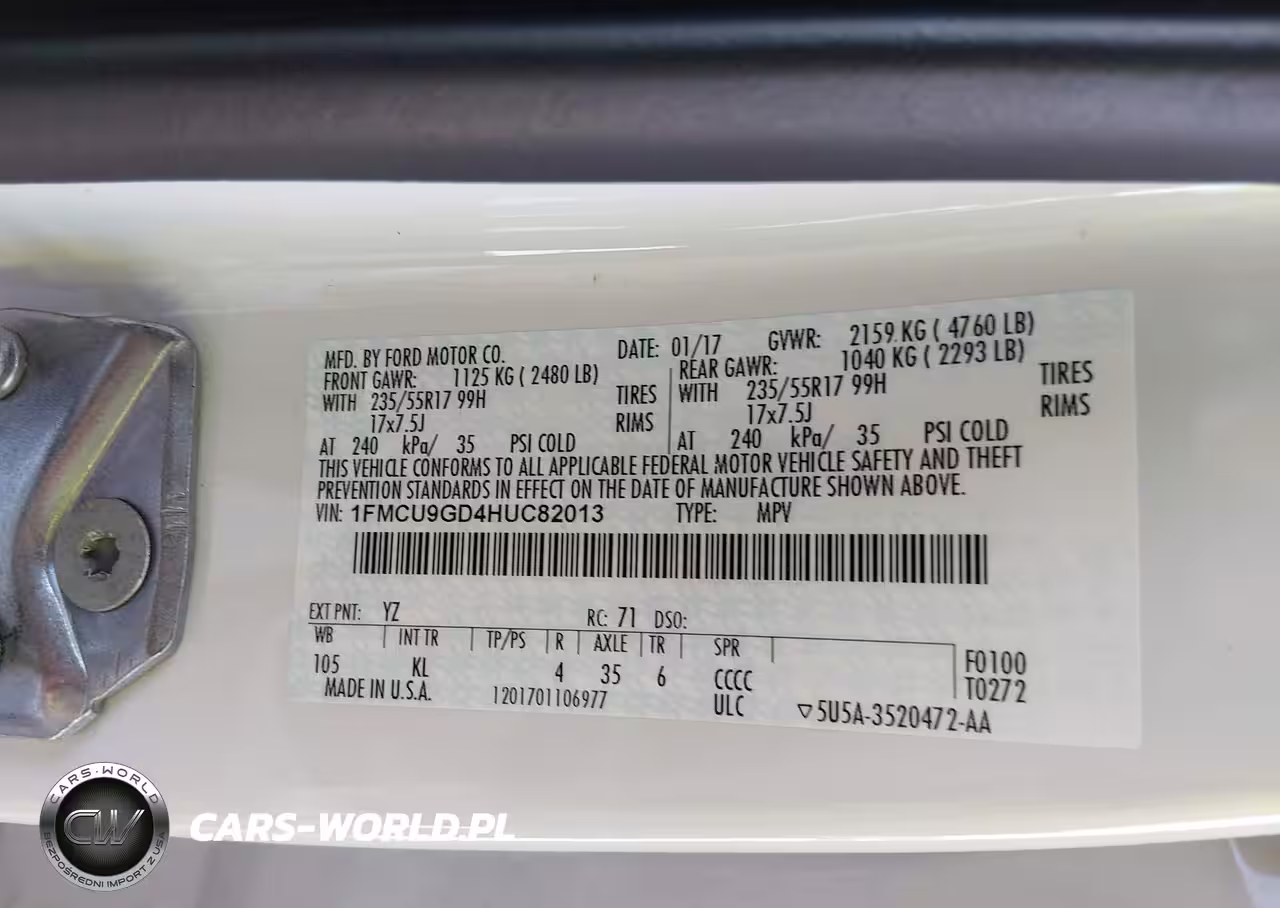 MFD. BY FORD MOTOR CO. DATE: 01/17 GVWR: 2159 KG ( 4760 LB)
FRONT GAWR: 1125 KG ( 2480 LB) REAR GAWR: 1040 KG ( 2293 LB)
WITH 235/55R17 99H TIRES WITH 235/55R17 99H TIRES
17x7.5J RIMS 17x7.5J RIMS
AT 240 kPa/ 35 PSI COLD AT 240 kPa/ 35 PSI COLD
THIS VEHICLE CONFORMS TO ALL APPLICABLE FEDERAL MOTOR VEHICLE SAFETY AND THEFT
PREVENTION STANDARDS IN EFFECT ON THE DATE OF MANUFACTURE SHOWN ABOVE.
VIN: 1FMCU9GD4HUC82013 TYPE: MPV
EXT PNT: YZ RC: 71 DSO:
WB INT TR TP/PS R AXLE TR SPR
105 KL 4 35 6 CCCC F0100
MADE IN U.S.A. 1201701106977 ULC T0272
5U5A-3520472-AA
CARS-WORLD
CW
BEZPOŚREDNI IMPORT Z USA
CARS-WORLD.PL